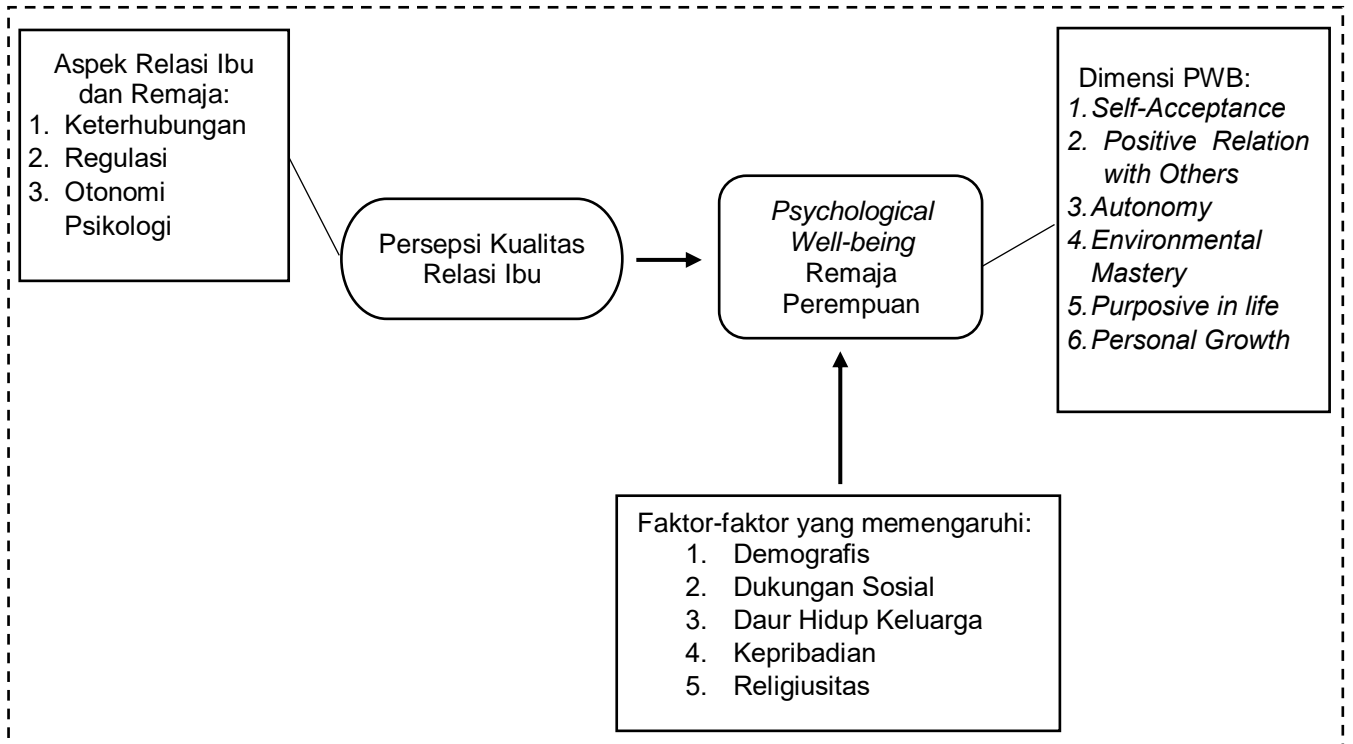 Aspek Relasi Ibu
dan Remaja:
1. Keterhubungan
2. Regulasi
3. Otonomi
Psikologi
Persepsi Kualitas
Relasi Ibu
Psychological
Well-being
Remaja
Perempuan
Dimensi PWB:
1. Self-Acceptance
2. Positive Relation
with Others
3. Autonomy
4. Environmental
Mastery
5. Purposive in life
6. Personal Growth
Faktor-faktor yang memengaruhi:
1. Demografis
2. Dukungan Sosial
3. Daur Hidup Keluarga
4. Kepribadian
5. Religiusitas